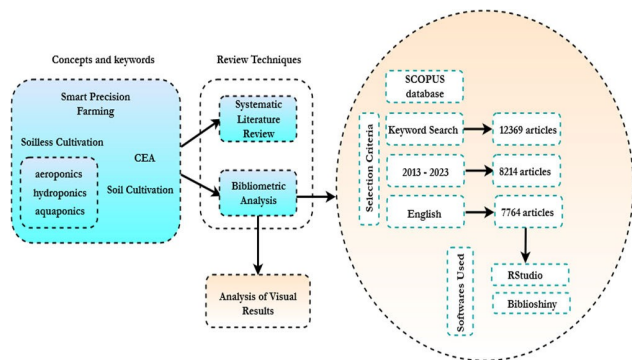 Concepts and keywords
Smart Precision
Farming
Soilless Cultivation
CEA
aeroponics
hydroponics
aquaponics
Soil Cultivation
Review Techniques
Systematic
Literature
Review
Bibliometric
Analysis
Analysis of Visual
Results
SCOPUS
database
Selection Criteria
Keyword Search
12369 articles
2013 - 2023
8214 articles
English
7764 articles
Softwares Used
RStudio
Biblioshiny